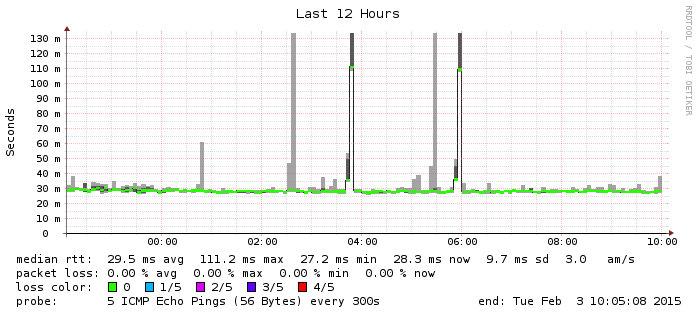 Last 12 Hours
RRDTOOL / TOBI OETIKER
Seconds
130 m
120 m
110 m
100 m
90 m
80 m
70 m
60 m
50 m
40 m
30 m
20 m
10 m
0
00:00 02:00 04:00 06:00 08:00 10:00
median rtt: 29.5 ms avg 111.2 ms max 27.2 ms min 28.3 ms now 9.7 ms sd 3.0 am/s
packet loss: 0.00 % avg 0.00 % max 0.00 % min 0.00 % now
loss color: 0 1/5 2/5 3/5 4/5
probe: 5 ICMP Echo Pings (56 Bytes) every 300s end: Tue Feb 3 10:05:08 2015